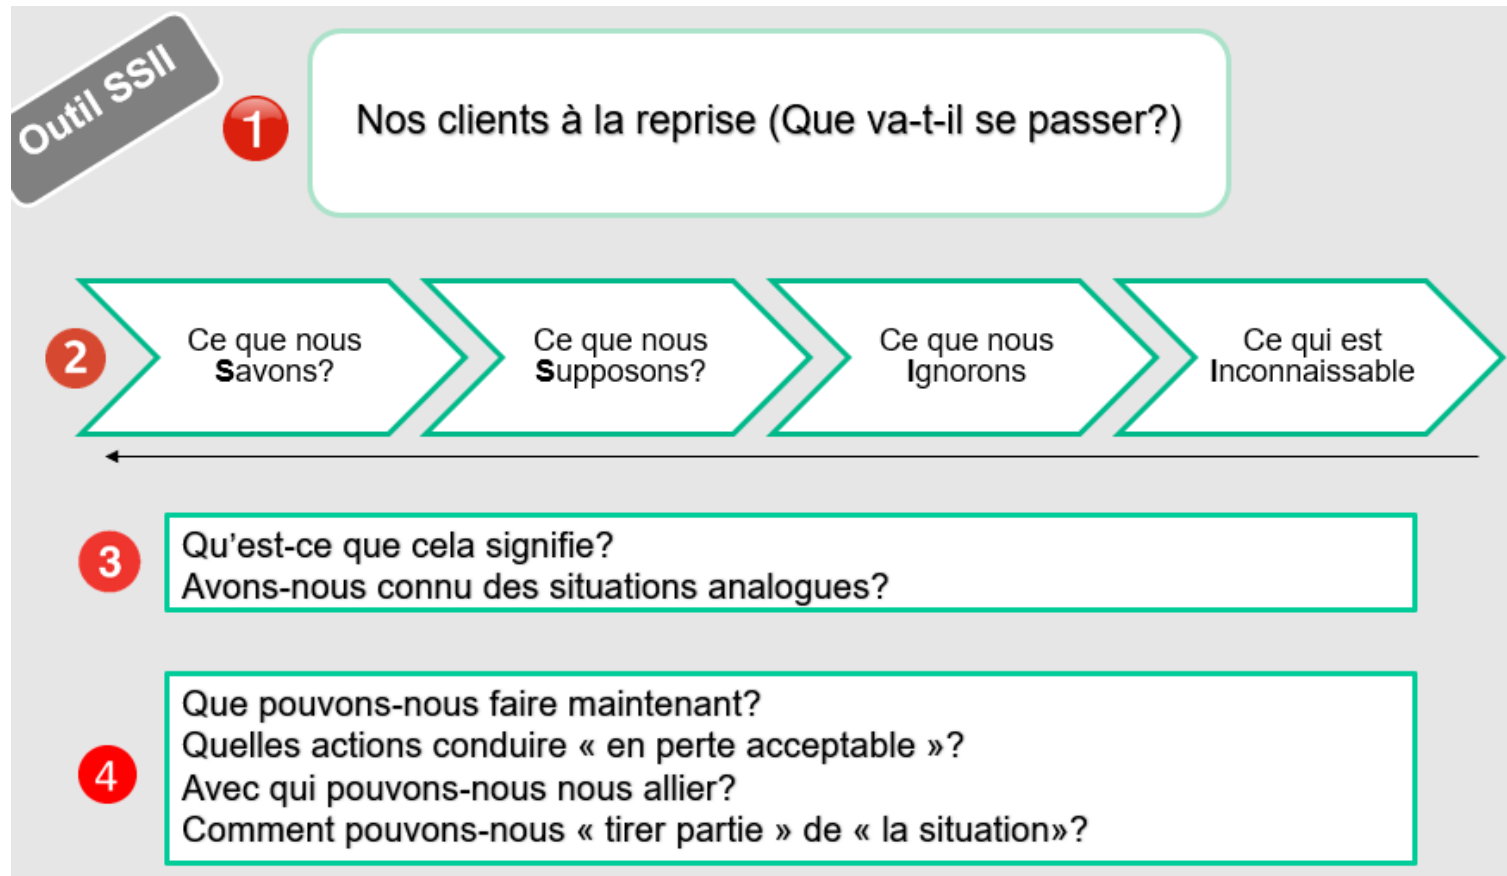 Outil SSII
1
Nos clients à la reprise (Que va-t-il se passer?)
2
Ce que nous
Savons?
Ce que nous
Supposons?
Ce que nous
Ignorons
Ce qui est
Inconnaissable
3
Qu’est-ce que cela signifie?
Avons-nous connu des situations analogues?
4
Que pouvons-nous faire maintenant?
Quelles actions conduire « en perte acceptable »?
Avec qui pouvons-nous nous allier?
Comment pouvons-nous « tirer partie » de « la situation»?